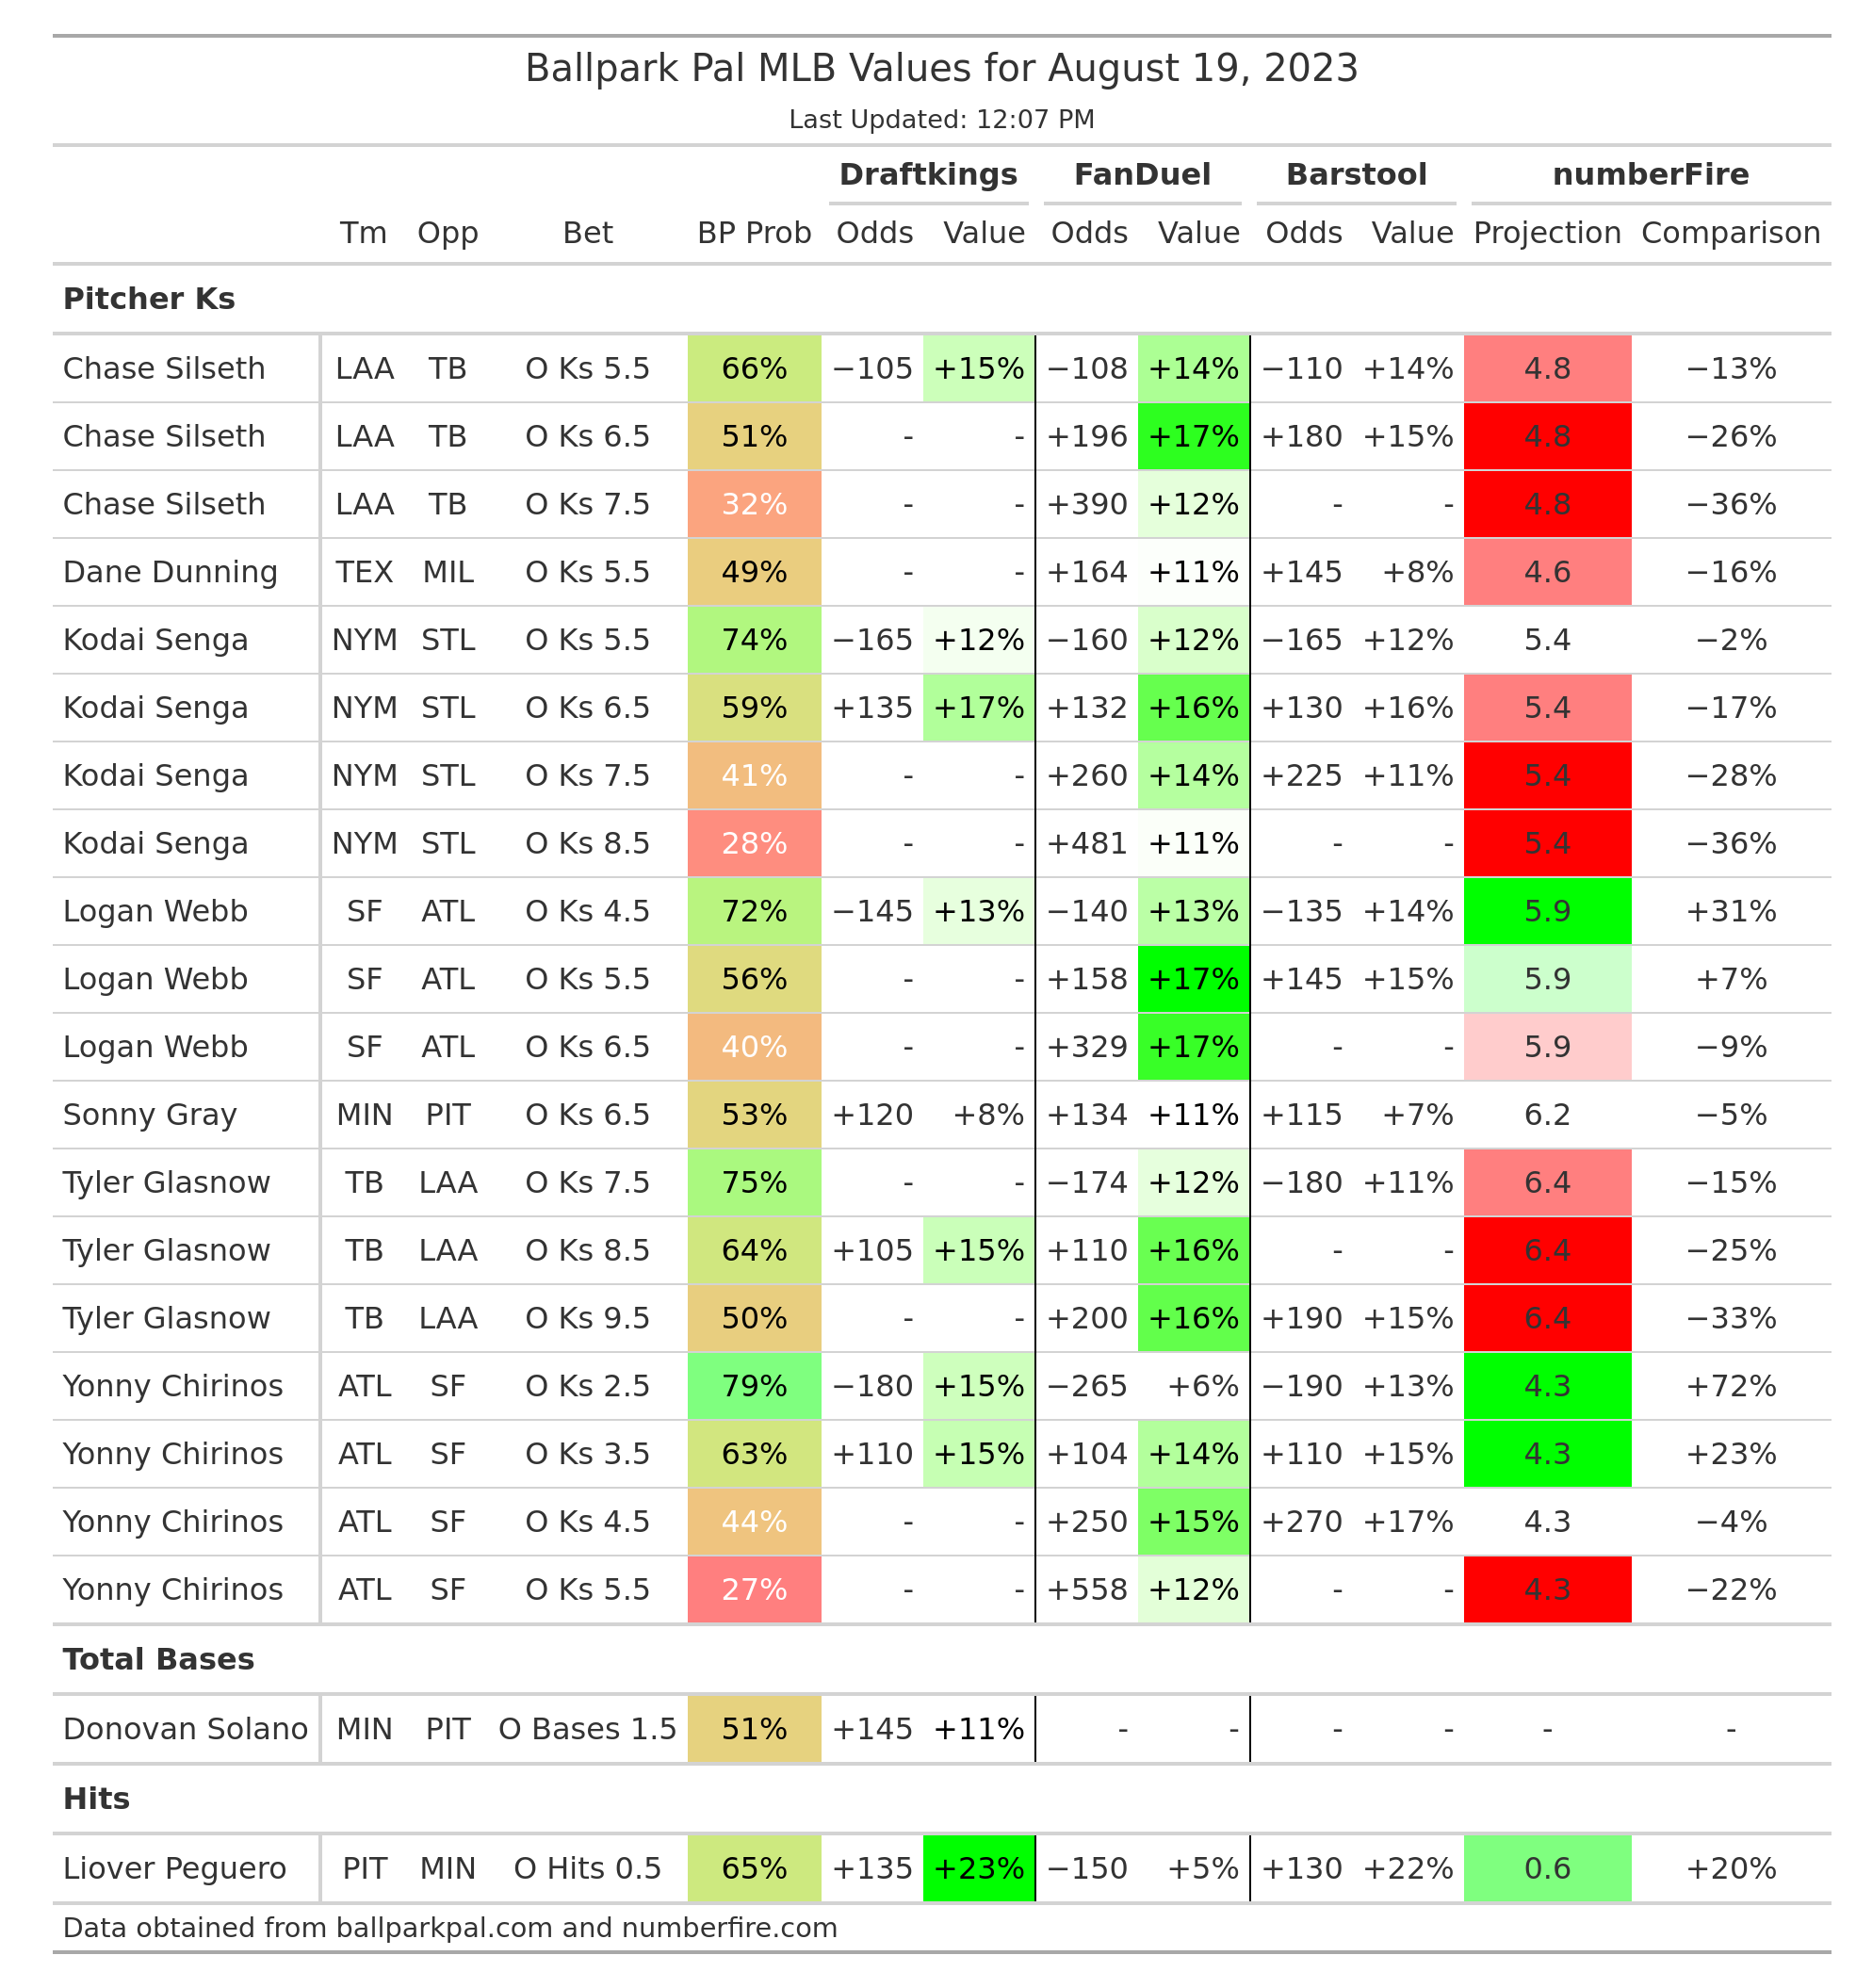 Ballpark Pal MLB Values for August 19, 2023
Last Updated: 12:07 PM
Draftkings FanDuel Barstool numberFire
Tm Opp Bet BP Prob Odds Value Odds Value Odds Value Projection Comparison
Pitcher Ks
Chase Silseth LAA TB O Ks 5.5 66% −105 +15% −108 +14% −110 +14% 4.8 −13%
Chase Silseth LAA TB O Ks 6.5 51% - - +196 +17% +180 +15% 4.8 −26%
Chase Silseth LAA TB O Ks 7.5 32% - - +390 +12% - - 4.8 −36%
Dane Dunning TEX MIL O Ks 5.5 49% - - +164 +11% +145 +8% 4.6 −16%
Kodai Senga NYM STL O Ks 5.5 74% −165 +12% −160 +12% −165 +12% 5.4 −2%
Kodai Senga NYM STL O Ks 6.5 59% +135 +17% +132 +16% +130 +16% 5.4 −17%
Kodai Senga NYM STL O Ks 7.5 41% - - +260 +14% +225 +11% 5.4 −28%
Kodai Senga NYM STL O Ks 8.5 28% - - +481 +11% - - 5.4 −36%
Logan Webb SF ATL O Ks 4.5 72% −145 +13% −140 +13% −135 +14% 5.9 +31%
Logan Webb SF ATL O Ks 5.5 56% - - +158 +17% +145 +15% 5.9 +7%
Logan Webb SF ATL O Ks 6.5 40% - - +329 +17% - - 5.9 −9%
Sonny Gray MIN PIT O Ks 6.5 53% +120 +8% +134 +11% +115 +7% 6.2 −5%
Tyler Glasnow TB LAA O Ks 7.5 75% - - −174 +12% −180 +11% 6.4 −15%
Tyler Glasnow TB LAA O Ks 8.5 64% +105 +15% +110 +16% - - 6.4 −25%
Tyler Glasnow TB LAA O Ks 9.5 50% - - +200 +16% +190 +15% 6.4 −33%
Yonny Chirinos ATL SF O Ks 2.5 79% −180 +15% −265 +6% −190 +13% 4.3 +72%
Yonny Chirinos ATL SF O Ks 3.5 63% +110 +15% +104 +14% +110 +15% 4.3 +23%
Yonny Chirinos ATL SF O Ks 4.5 44% - - +250 +15% +270 +17% 4.3 −4%
Yonny Chirinos ATL SF O Ks 5.5 27% - - +558 +12% - - 4.3 −22%
Total Bases
Donovan Solano MIN PIT O Bases 1.5 51% +145 +11% - - - - - -
Hits
Liover Peguero PIT MIN O Hits 0.5 65% +135 +23% −150 +5% +130 +22% 0.6 +20%
Data obtained from ballparkpal.com and numberfire.com